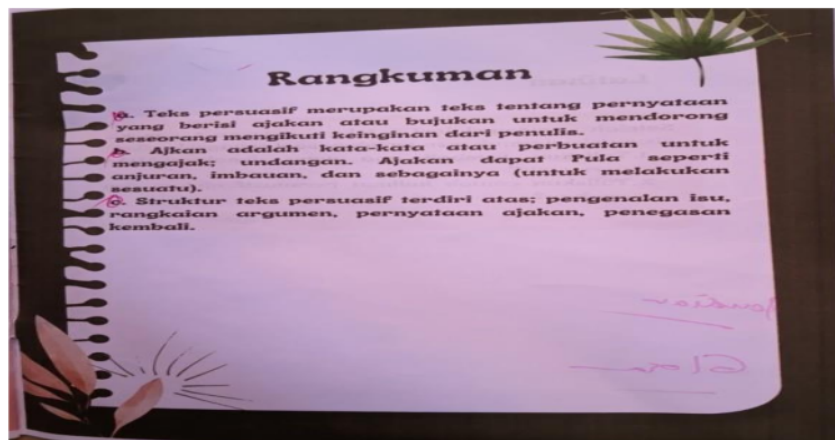 Rangkuman
a. Teks persuasif merupakan teks tentang pernyataan
yang berisi ajakan atau bujukan untuk mendorong
seseorang mengikuti keinginan dari penulis.
b. Ajkan adalah kata-kata atau perbuatan untuk
mengajak; undangan. Ajakan dapat Pula seperti
anjuran, imbauan, dan sebagainya (untuk melakukan
sesuatu).
c. Struktur teks persuasif terdiri atas; pengenalan isu,
rangkaian argumen, pernyataan ajakan, penegasan
kembali.